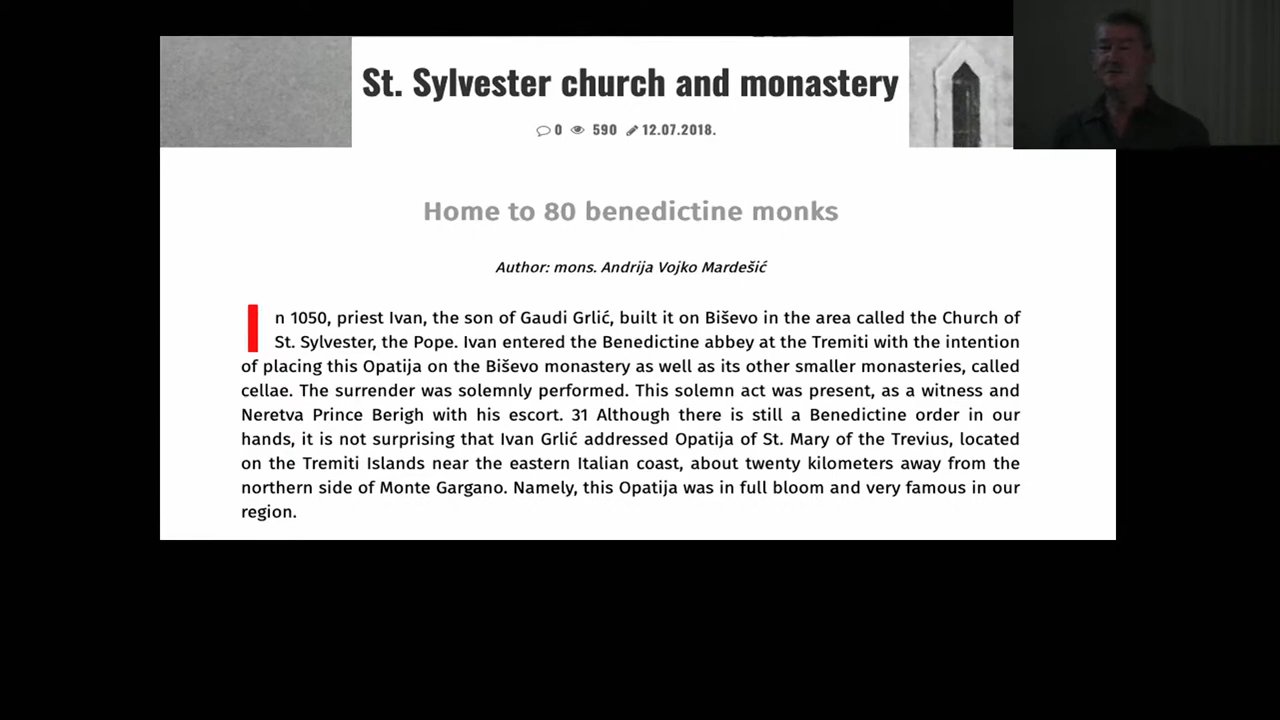 St. Sylvester church and monastery
0 590 12.07.2018.
Home to 80 benedictine monks
Author: mons. Andrija Vojko Mardešić
In 1050, priest Ivan, the son of Gaudi Grlić, built it on Biševo in the area called the Church of
St. Sylvester, the Pope. Ivan entered the Benedictine abbey at the Tremiti with the intention
of placing this Opatija on the Biševo monastery as well as its other smaller monasteries, called
cellae. The surrender was solemnly performed. This solemn act was present, as a witness and
Neretva Prince Berigh with his escort. 31 Although there is still a Benedictine order in our
hands, it is not surprising that Ivan Grlić addressed Opatija of St. Mary of the Trevius, located
on the Tremiti Islands near the eastern Italian coast, about twenty kilometers away from the
northern side of Monte Gargano. Namely, this Opatija was in full bloom and very famous in our
region.